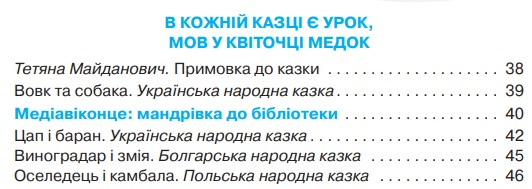 В КОЖНІЙ КАЗЦІ Є УРОК,
МОВ У КВІТОЧЦІ МЕДОК
Тетяна Майданович. Примовка до казки . . . . . . . . . . . . . . . . . . . 38
Вовк та собака. Українська народна казка . . . . . . . . . . . . . . . . . 39
Медіавіконце: мандрівка до бібліотеки . . . . . . . . . . . . . . . . . . . 40
Цап і баран. Українська народна казка . . . . . . . . . . . . . . . . . . . . 42
Виноградар і змія. Болгарська народна казка . . . . . . . . . . . . . . 45
Оселедець і камбала. Польська народна казка . . . . . . . . . . . . . 46